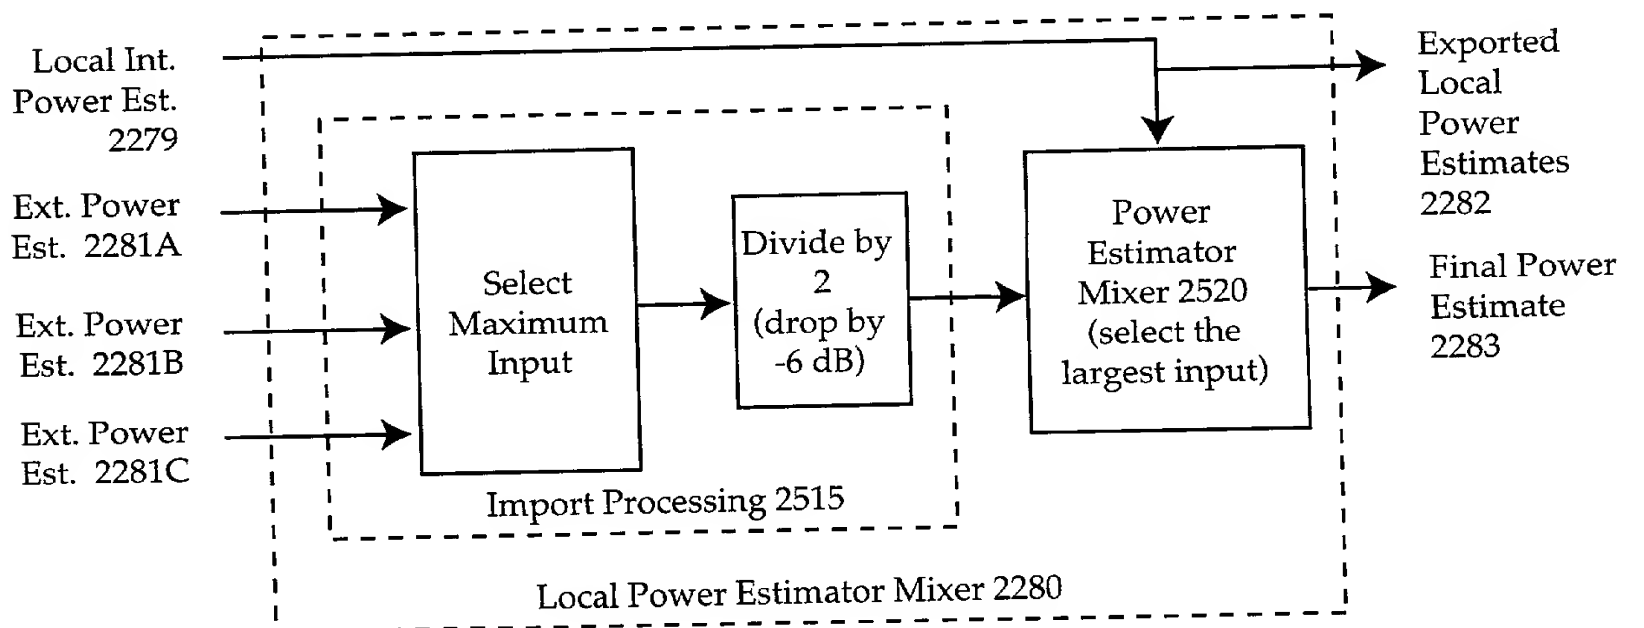 Local Int.
Power Est.
2279
Ext. Power
Est. 2281A
Ext. Power
Est. 2281B
Ext. Power
Est. 2281C
Select
Maximum
Input
Divide by
2
(drop by
-6 dB)
Import Processing 2515
Power
Estimator
Mixer 2520
(select the
largest input)
Local Power Estimator Mixer 2280
Exported
Local
Power
Estimates
2282
Final Power
Estimate
2283